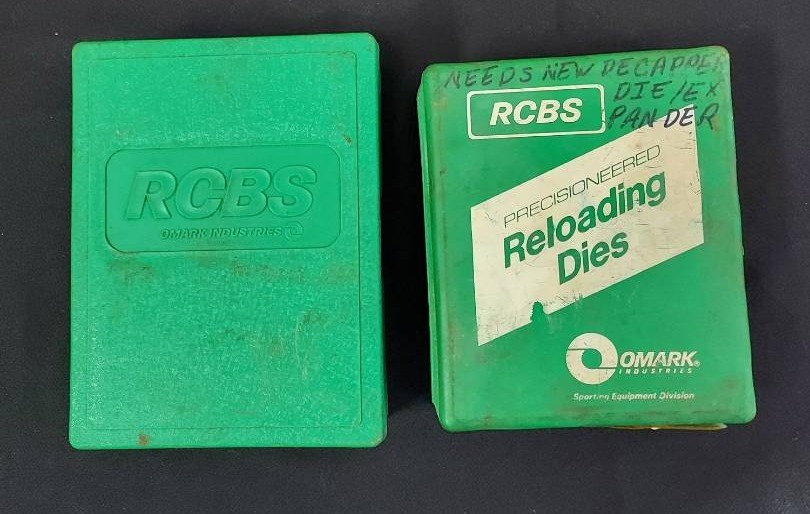 RCBS
OMARK INDUSTRIES
NEEDS NEW DECAPPER
DIE/EX
PANDER
RCBS
PRECISIONEERED
Reloading
Dies
OMARK®
INDUSTRIES
Sporting Equipment Division